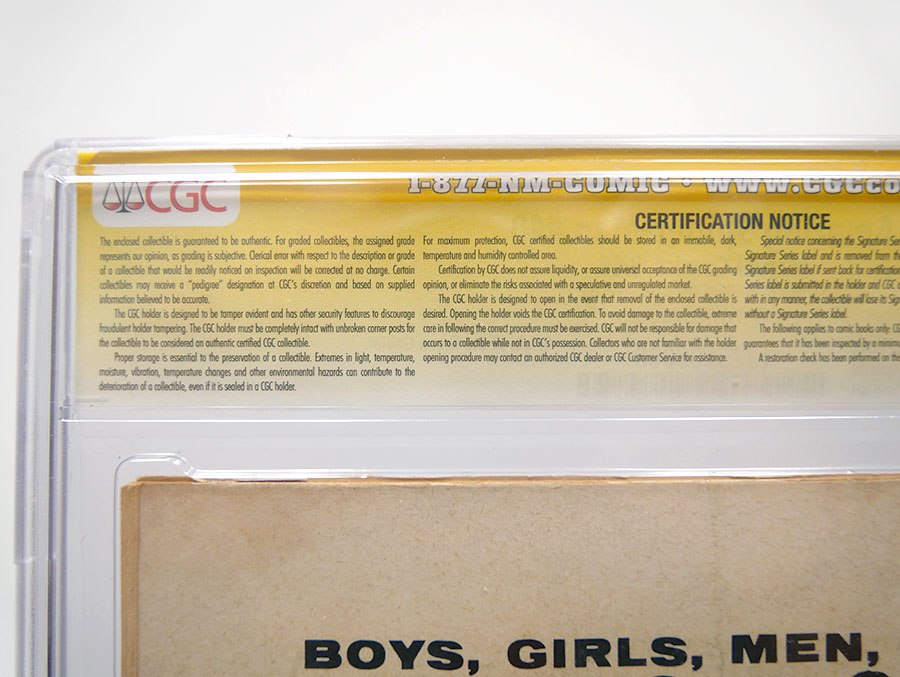 CGC
1-877-NM-COMIC • www.CGCco
CERTIFICATION NOTICE
The enclosed collectible is guaranteed to be authentic. For graded collectibles, the assigned grade
represents our opinion, as grading is subjective. Clerical error with respect to the description or grade
of a collectible that would be readily noticed on inspection will be corrected at no charge. Certain
collectibles may receive a "pedigree" designation at CGC's discretion and based on supplied
information believed to be accurate.
The CGC holder is designed to be tamper evident and has other security features to discourage
fraudulent holder tampering. The CGC holder must be completely intact with unbroken corner posts for
the collectible to be considered an authentic certified CGC collectible.
Proper storage is essential to the preservation of a collectible. Extremes in light, temperature,
moisture, vibration, temperature changes and other environmental hazards can contribute to the
deterioration of a collectible, even if it is sealed in a CGC holder.
For maximum protection, CGC certified collectibles should be stored in an immobile, dark,
temperature and humidity controlled area.
Certification by CGC does not assure liquidity, or assure universal acceptance of the CGC grading
opinion, or eliminate the risks associated with a speculative and unregulated market.
The CGC holder is designed to open in the event that removal of the enclosed collectible is
desired. Opening the holder voids the CGC certification. To avoid damage to the collectible, extreme
care in following the correct procedure must be exercised. CGC will not be responsible for damage that
occurs to a collectible while not in CGC's possession. Collectors who are not familiar with the holder
opening procedure may contact an authorized CGC dealer or CGC Customer Service for assistance.
Special notice concerning the Signature Ser
Signature Series label and is removed from th
Signature Series label if sent back for certification
Series label is submitted in the holder and CGC d
with in any manner, the collectible will lose its Sign
without a Signature Series label.
The following applies to comic books only: CG
guarantees that it has been inspected by a minimu
A restoration check has been performed on the
BOYS, GIRLS, MEN,